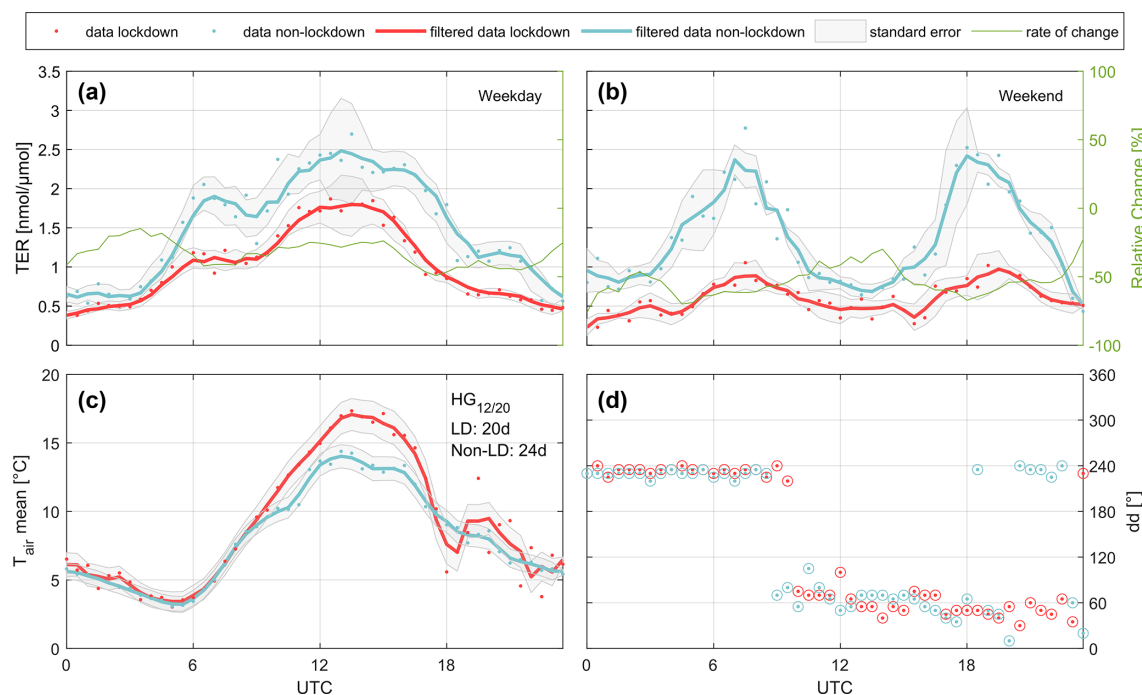 data lockdown data non-lockdown filtered data lockdown filtered data non-lockdown standard error rate of change
(a) Weekday
TER [nmol/μmol]
3.5
3
2.5
2
1.5
1
0.5
0
(b) Weekend
100
50
0
-50
-100
Relative Change [%]
(c)
HG12/20
LD: 20d
Non-LD: 24d
Tair mean [°C]
20
15
10
5
0
0 6 12 18
UTC
(d)
360
300
240
180
120
60
0
dd [°]
0 6 12 18
UTC